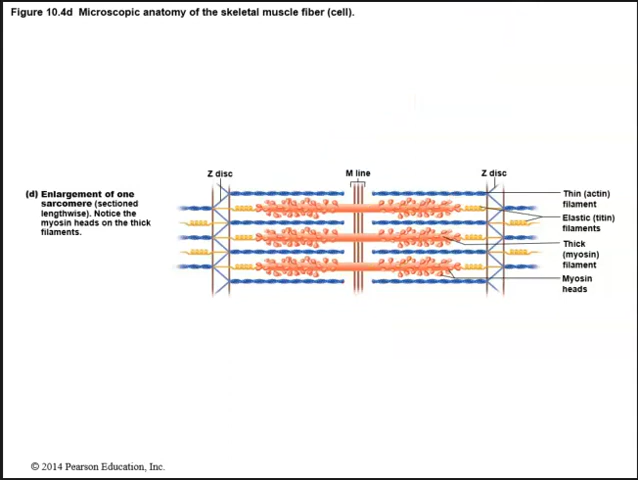 Figure 10.4d Microscopic anatomy of the skeletal muscle fiber (cell).
Z disc
M line
Z disc
(d) Enlargement of one
sarcomere (sectioned
lengthwise). Notice the
myosin heads on the thick
filaments.
Thin (actin)
filament
Elastic (titin)
filaments
Thick
(myosin)
filament
Myosin
heads
© 2014 Pearson Education, Inc.